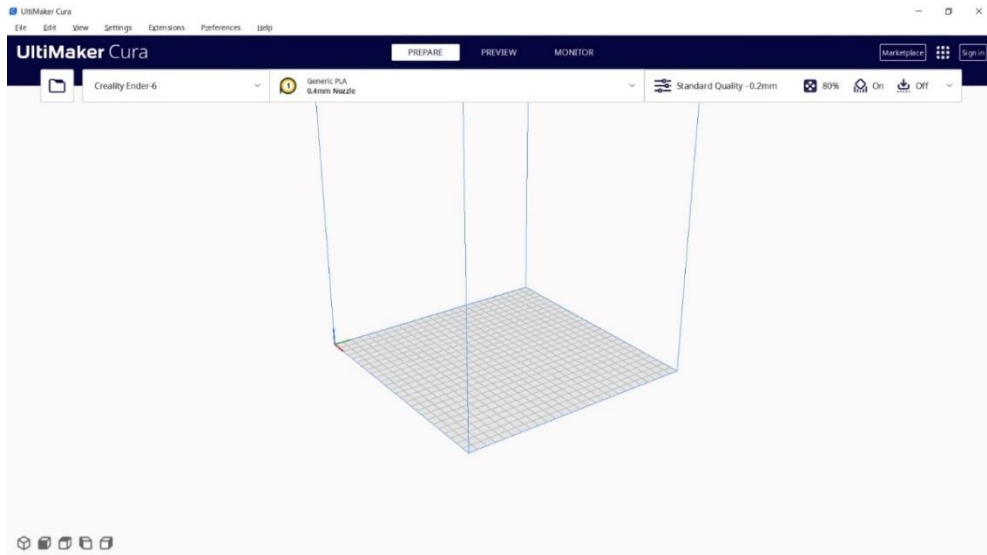 UltiMaker Cura
File Edit View Settings Extensions Preferences Help
UltiMaker Cura PREPARE PREVIEW MONITOR Marketplace Sign in
Creality Ender-6 1 Generic PLA
0.4mm Nozzle
Standard Quality - 0.2mm 80% On Off